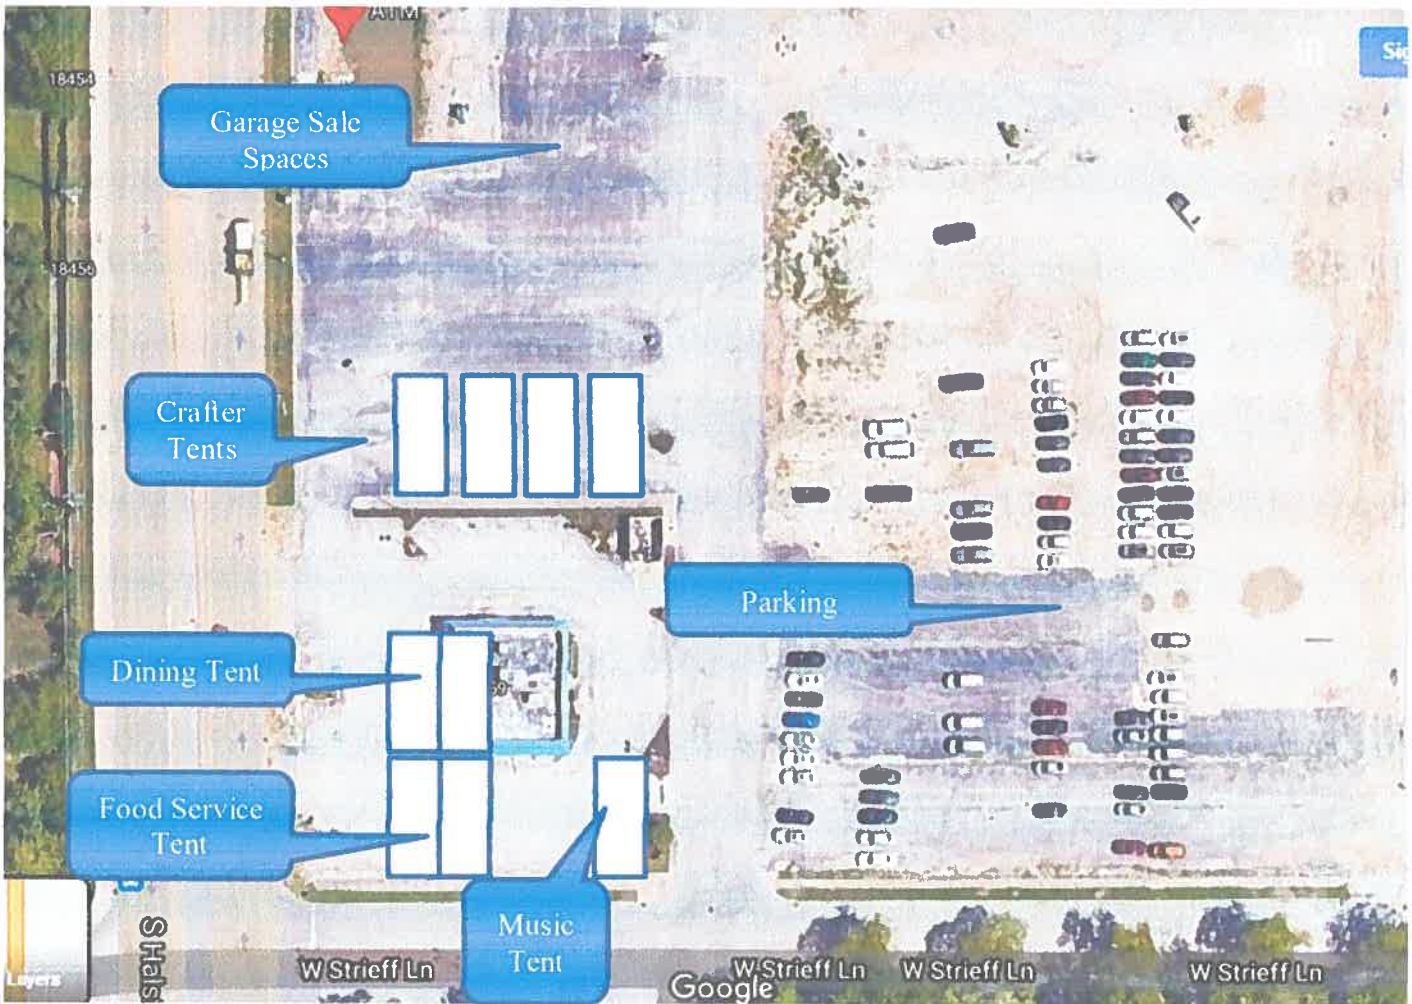 ATM
18454
Garage Sale
Spaces
18456
Crafter
Tents
Parking
Dining Tent
Food Service
Tent
Music
Tent
S Hals
Layers
W Strieff Ln
W Strieff Ln
W Strieff Ln
W Strieff Ln
Google